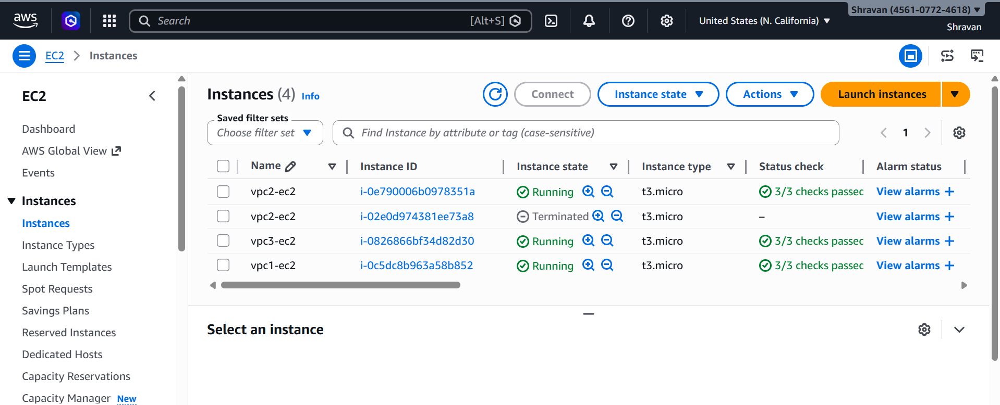 aws
Search [Alt+S]
United States (N. California)
Shravan (4561-0772-4618)
Shravan
EC2 Instances
EC2
Dashboard
AWS Global View
Events
Instances
Instances
Instance Types
Launch Templates
Spot Requests
Savings Plans
Reserved Instances
Dedicated Hosts
Capacity Reservations
Capacity Manager New
Instances (4) Info
Connect Instance state Actions Launch instances
Saved filter sets
Choose filter set Find Instance by attribute or tag (case-sensitive) 1
Name Instance ID Instance state Instance type Status check Alarm status
vpc2-ec2 i-0e790006b0978351a Running t3.micro 3/3 checks passed View alarms +
vpc2-ec2 i-02e0d974381ee73a8 Terminated t3.micro – View alarms +
vpc3-ec2 i-0826866bf34d82d30 Running t3.micro 3/3 checks passed View alarms +
vpc1-ec2 i-0c5dc8b963a58b852 Running t3.micro 3/3 checks passed View alarms +
Select an instance